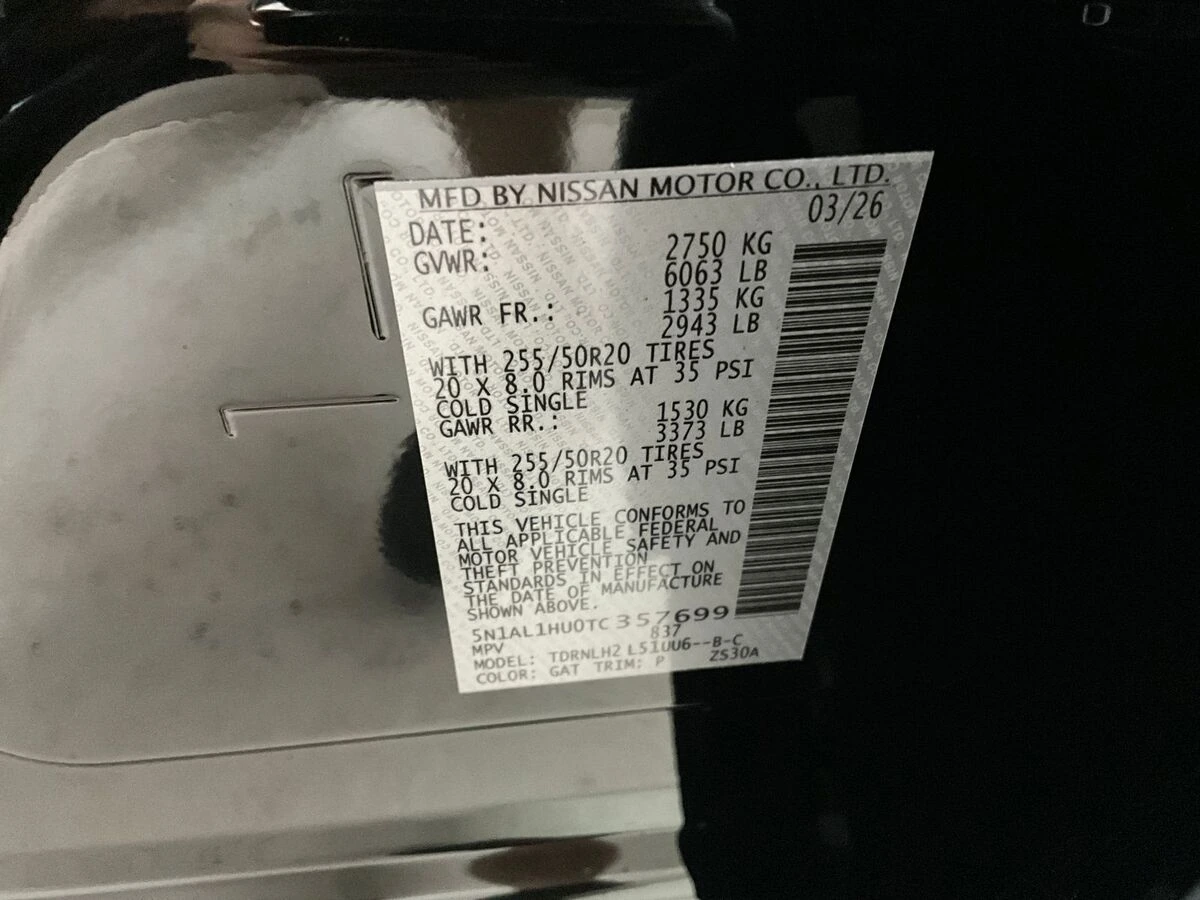 MFD BY NISSAN MOTOR CO., LTD.
DATE: 03/26
GVWR: 2750 KG
6063 LB
GAWR FR.: 1335 KG
2943 LB
WITH 255/50R20 TIRES
20 X 8.0 RIMS AT 35 PSI
COLD SINGLE
GAWR RR.: 1530 KG
3373 LB
WITH 255/50R20 TIRES
20 X 8.0 RIMS AT 35 PSI
COLD SINGLE
THIS VEHICLE CONFORMS TO
ALL APPLICABLE FEDERAL
MOTOR VEHICLE SAFETY AND
THEFT PREVENTION
STANDARDS IN EFFECT ON
THE DATE OF MANUFACTURE
SHOWN ABOVE.
5N1AL1HU0TC357699
MPV 837
MODEL: TDRNLH2 L51UU6--B-C
COLOR: GAT TRIM: P ZS30A